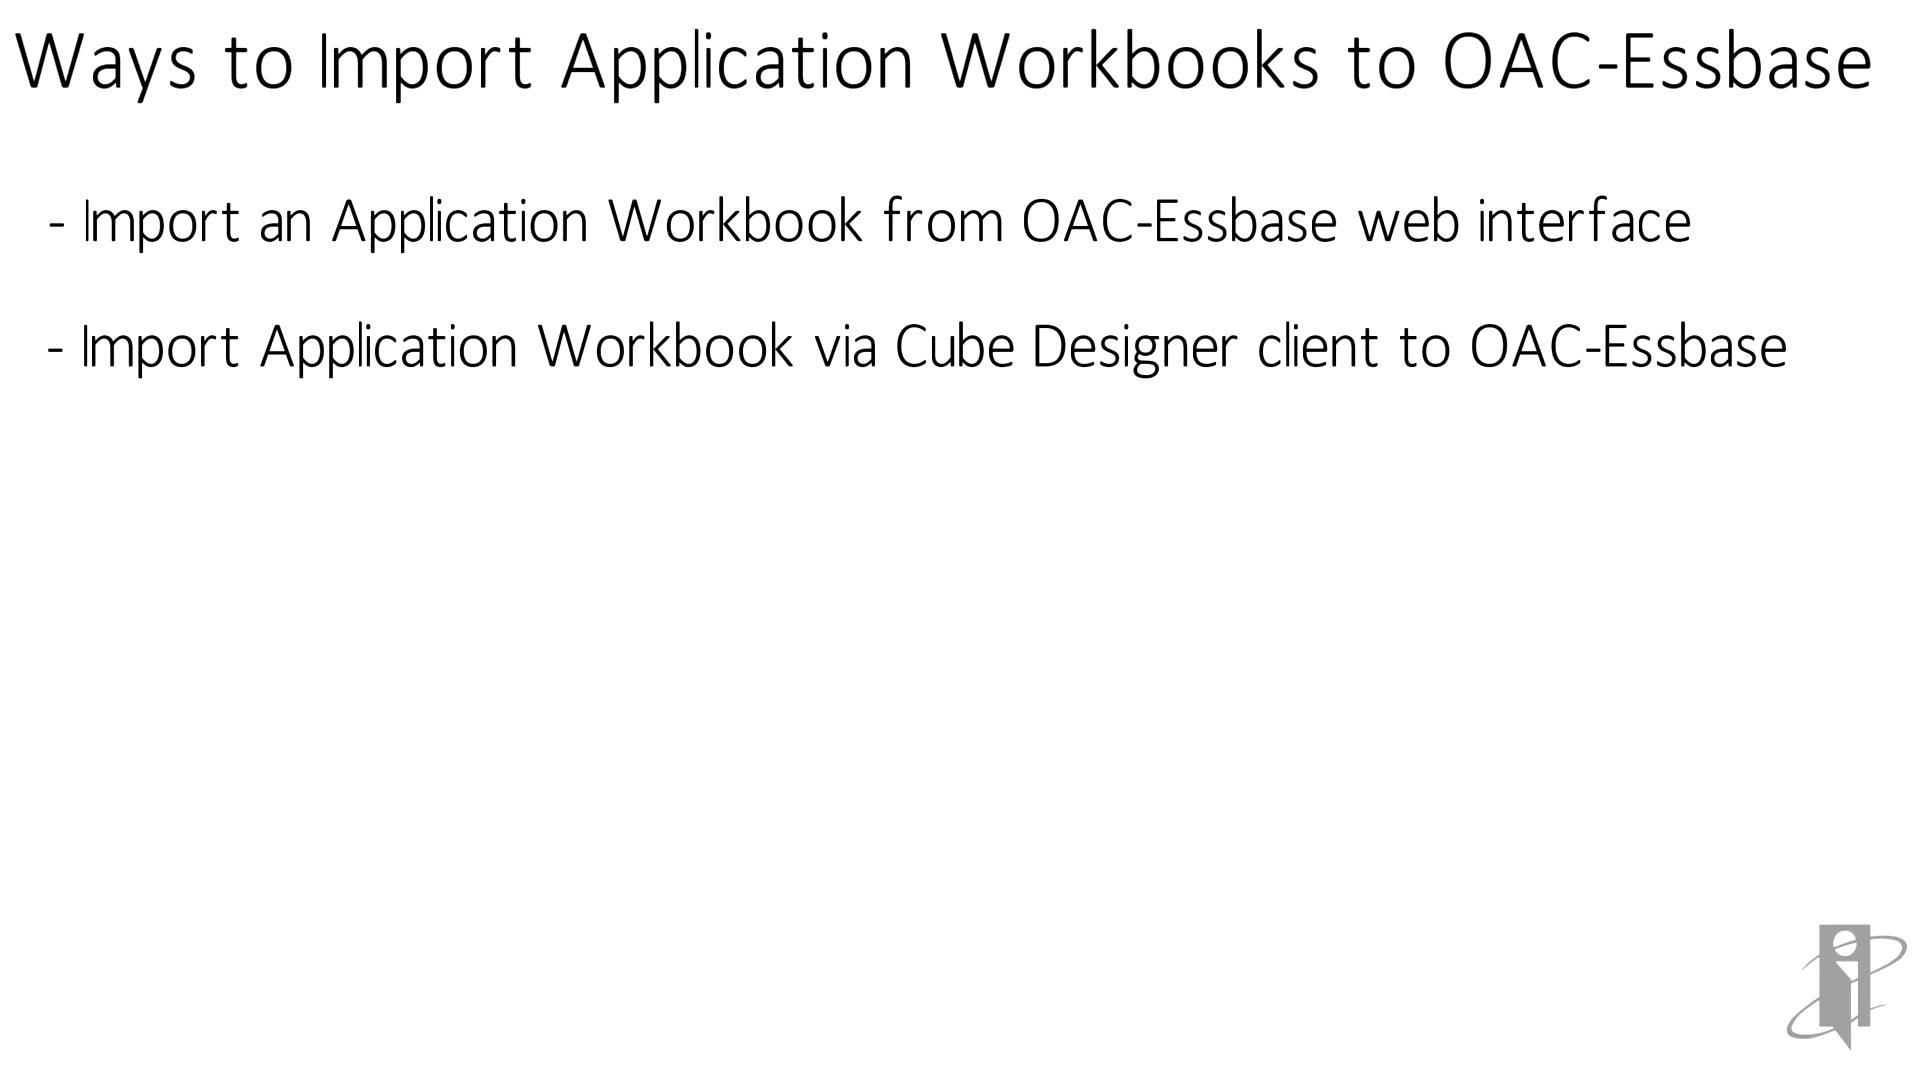 Ways to Import Application Workbooks to OAC-Essbase
- Import an Application Workbook from OAC-Essbase web interface
- Import Application Workbook via Cube Designer client to OAC-Essbase